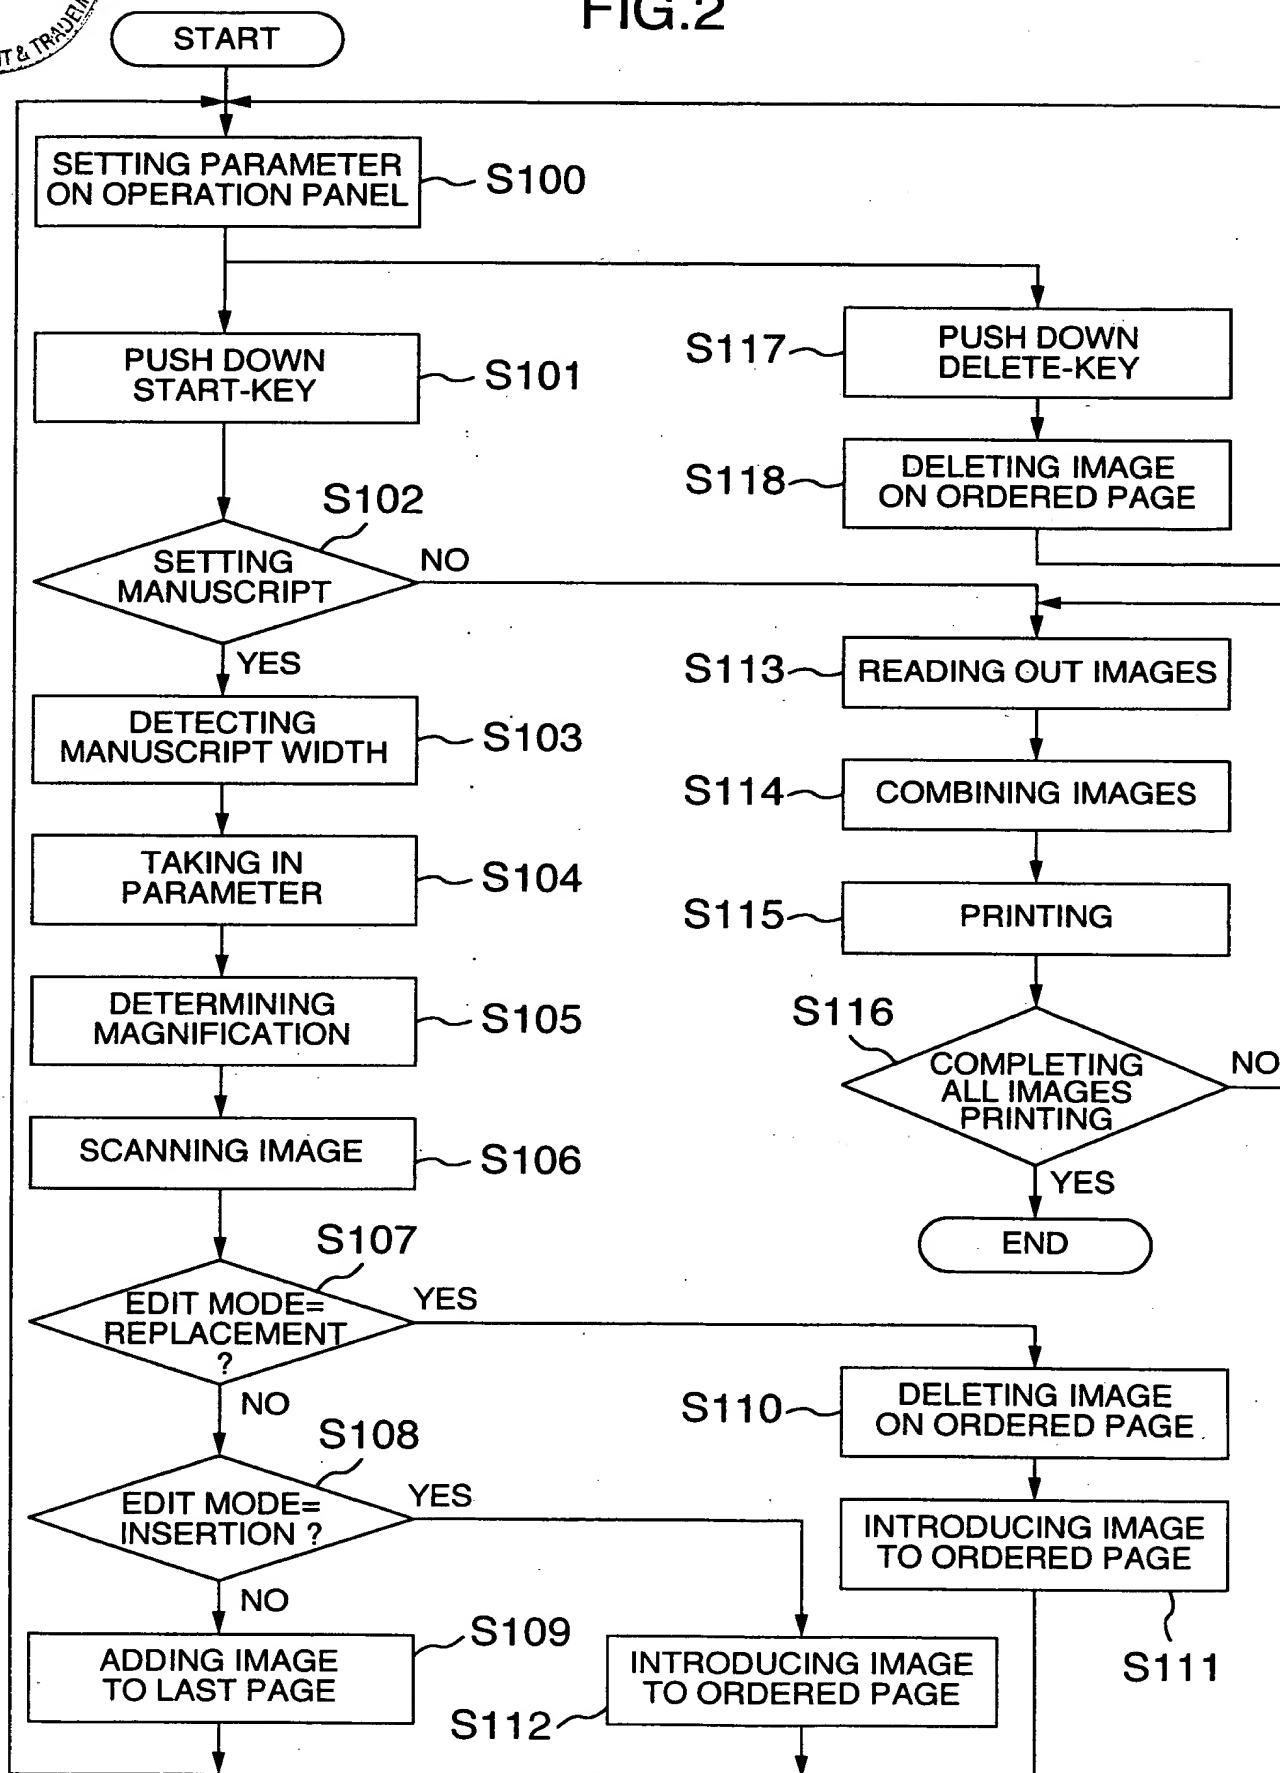 FIG.2
T & TRADEM
START
SETTING PARAMETER
ON OPERATION PANEL
S100
PUSH DOWN
START-KEY
S101
S117
PUSH DOWN
DELETE-KEY
S118
DELETING IMAGE
ON ORDERED PAGE
S102
SETTING
MANUSCRIPT
NO
YES
S113
READING OUT IMAGES
DETECTING
MANUSCRIPT WIDTH
S103
S114
COMBINING IMAGES
TAKING IN
PARAMETER
S104
S115
PRINTING
DETERMINING
MAGNIFICATION
S105
S116
COMPLETING
ALL IMAGES
PRINTING
NO
YES
END
SCANNING IMAGE
S106
S107
EDIT MODE=
REPLACEMENT
?
YES
NO
S110
DELETING IMAGE
ON ORDERED PAGE
S108
EDIT MODE=
INSERTION ?
YES
NO
INTRODUCING IMAGE
TO ORDERED PAGE
S111
S109
ADDING IMAGE
TO LAST PAGE
INTRODUCING IMAGE
TO ORDERED PAGE
S112